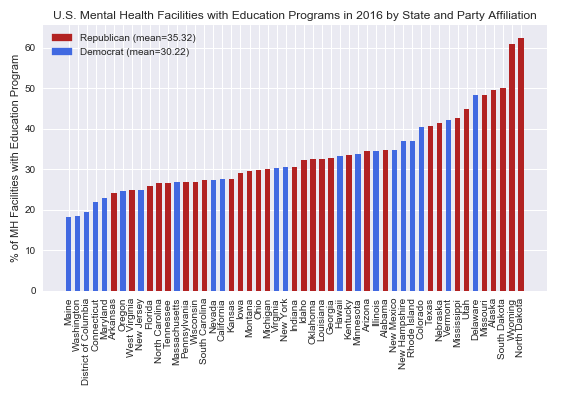 U.S. Mental Health Facilities with Education Programs in 2016 by State and Party Affiliation
Republican (mean=35.32)
Democrat (mean=30.22)
% of MH Facilities with Education Program
60
50
40
30
20
10
0
Maine
Washington
District of Columbia
Connecticut
Maryland
Arkansas
Oregon
West Virginia
New Jersey
Florida
North Carolina
Tennessee
Massachusetts
Pennsylvania
Wisconsin
South Carolina
Nevada
California
Kansas
Iowa
Montana
Ohio
Michigan
Virginia
New York
Indiana
Idaho
Oklahoma
Louisiana
Georgia
Hawaii
Kentucky
Minnesota
Arizona
Illinois
Alabama
New Mexico
New Hampshire
Rhode Island
Colorado
Texas
Nebraska
Vermont
Mississippi
Utah
Delaware
Missouri
Alaska
South Dakota
Wyoming
North Dakota